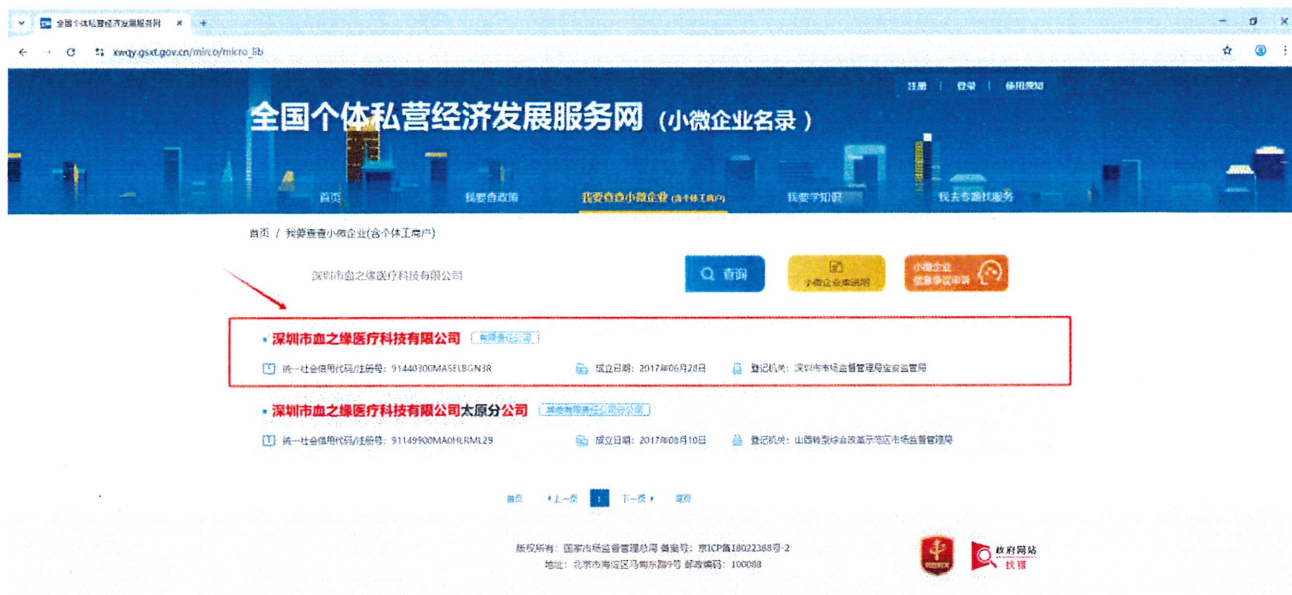 全国个体私营经济发展服务网
xwqy.gsxt.gov.cn/mirco/micro_lib
注册 | 登录 | 使用须知
全国个体私营经济发展服务网 (小微企业名录)
首页 我要查政策 我要查查小微企业(含个体工商户) 我要学知识 我去专题找服务
首页 / 我要查查小微企业(含个体工商户)
深圳市血之缘医疗科技有限公司 查询 小微企业库说明 小微企业
信息争议申请
深圳市血之缘医疗科技有限公司 有限责任公司
统一社会信用代码/注册号: 91440300MA5ELBGN3R 成立日期: 2017年06月28日 登记机关: 深圳市市场监督管理局宝安监管局
深圳市血之缘医疗科技有限公司太原分公司 其他有限责任公司分公司
统一社会信用代码/注册号: 91149900MA0HLRML29 成立日期: 2017年08月10日 登记机关: 山西转型综合改革示范区市场监督管理局
首页 上一页 1 下一页 尾页
版权所有: 国家市场监督管理总局 备案号: 京ICP备18022388号-2
地址: 北京市海淀区马甸东路9号 邮政编码: 100088
政府网站
找错